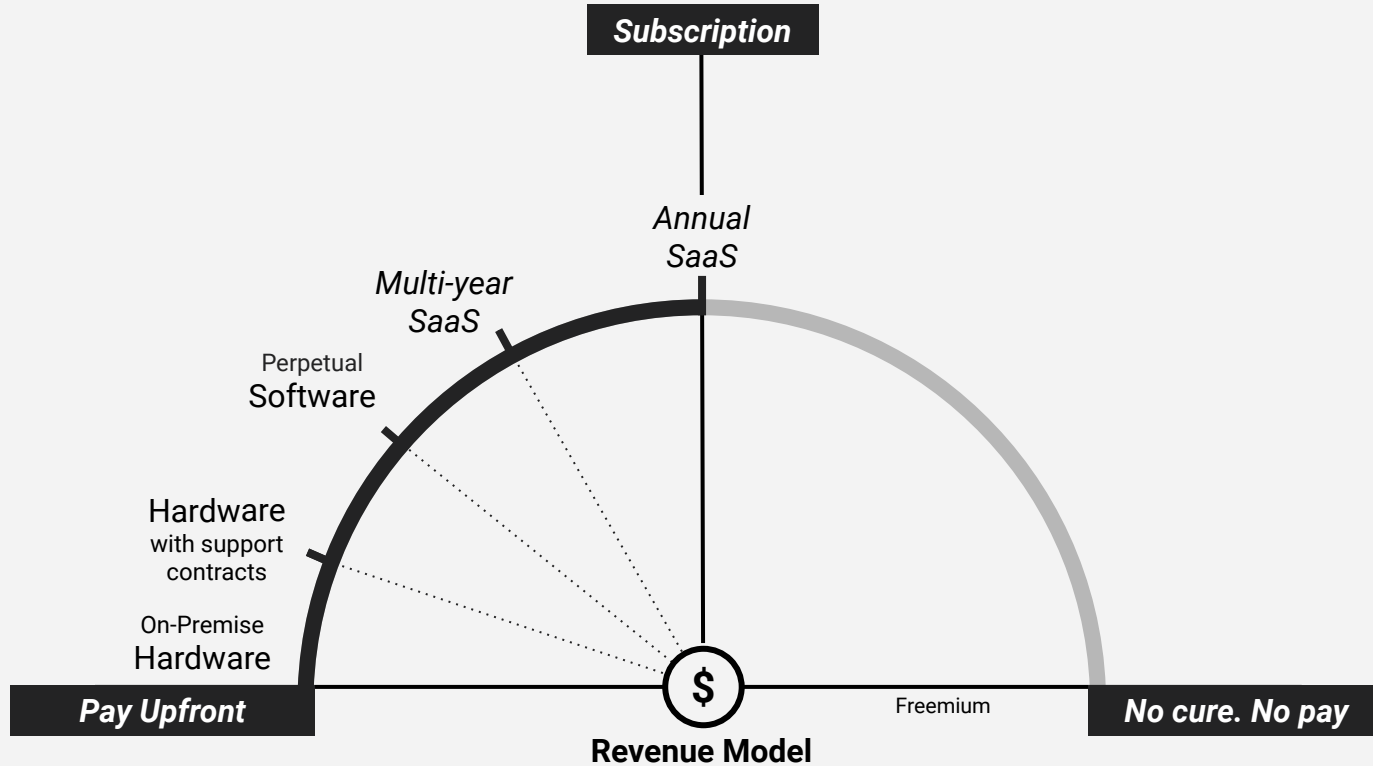 Subscription
Annual
SaaS
Multi-year
SaaS
Perpetual
Software
Hardware
with support
contracts
On-Premise
Hardware
Pay Upfront
$
Freemium
No cure. No pay
Revenue Model